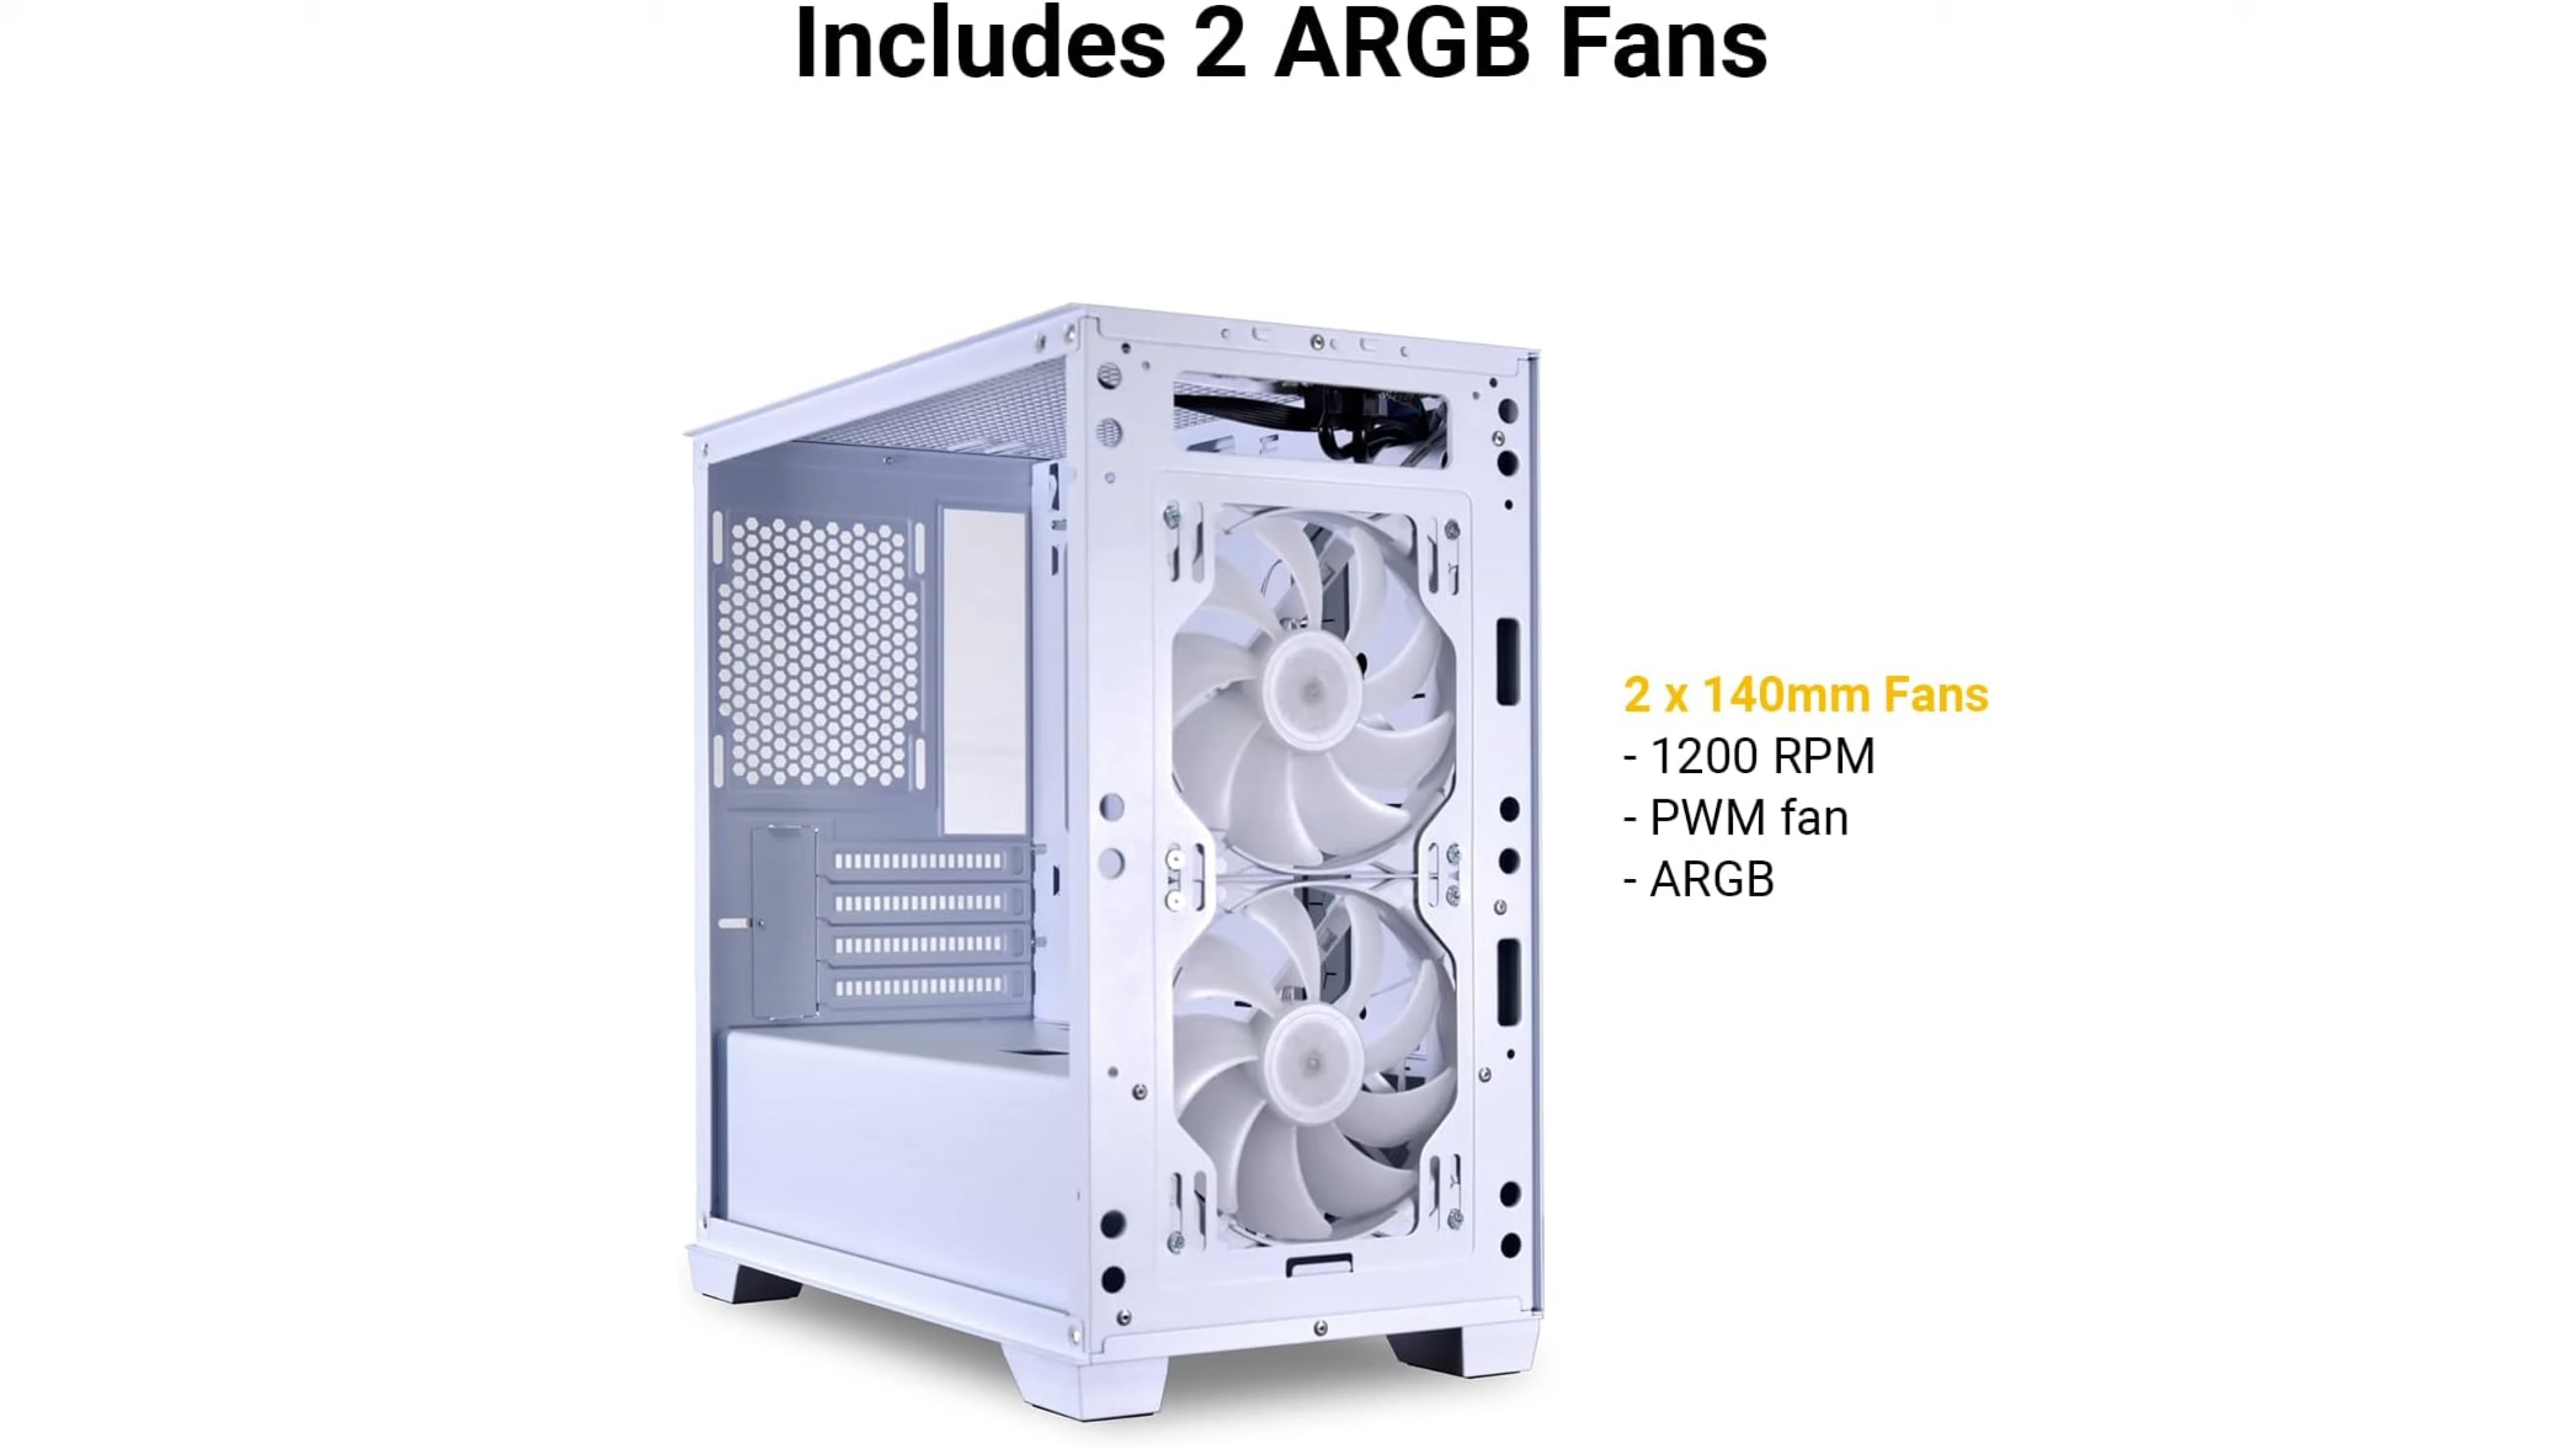 Includes 2 ARGB Fans
2 x 140mm Fans
- 1200 RPM
- PWM fan
- ARGB